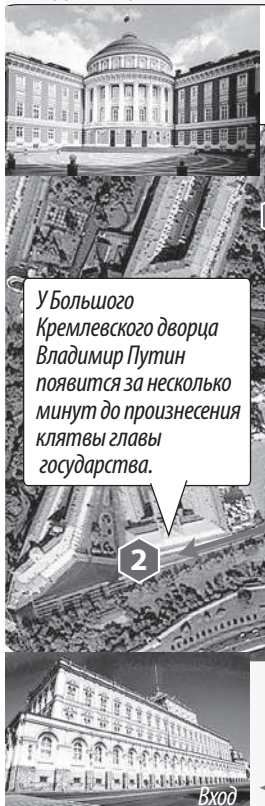 У Большого
Кремлевского дворца
Владимир Путин
появится за несколько
минут до произнесения
клятвы главы
государства.
2
Вход